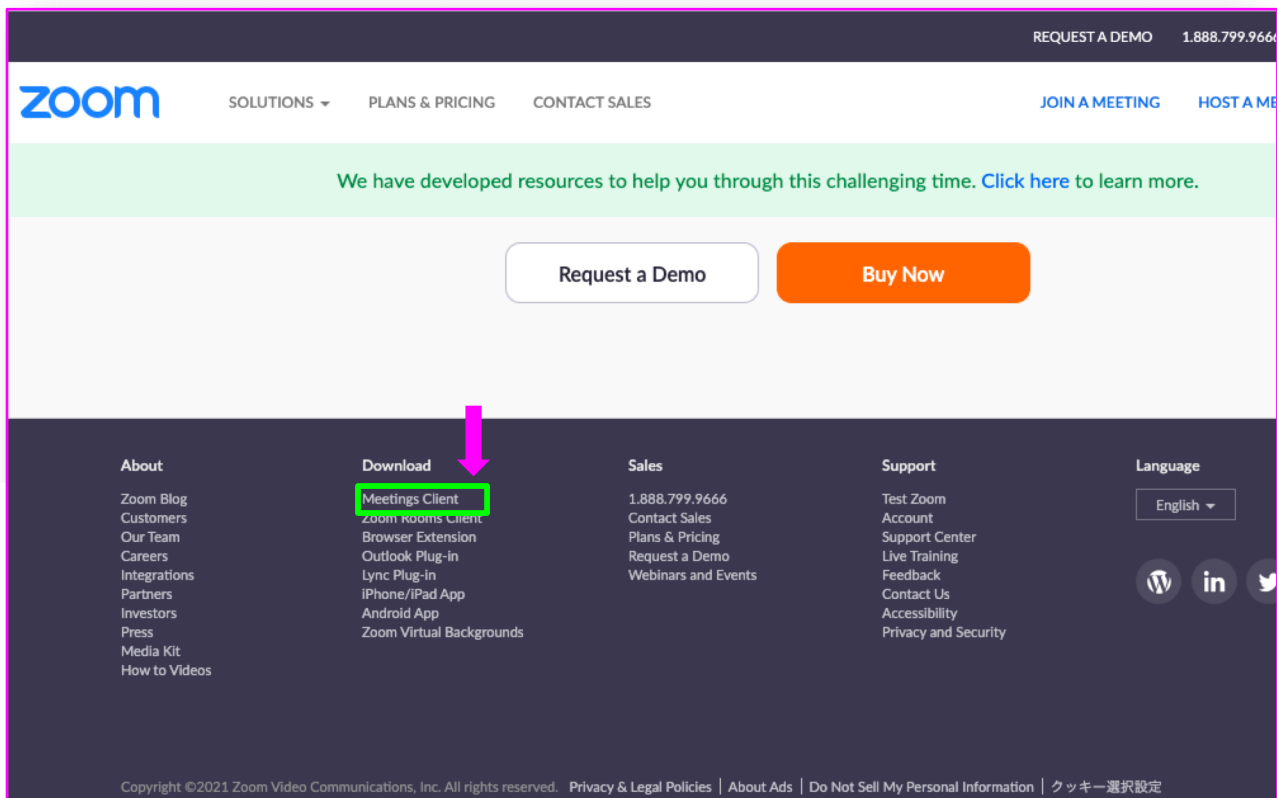 REQUEST A DEMO 1.888.799.9666
zoom SOLUTIONS PLANS & PRICING CONTACT SALES JOIN A MEETING HOST A ME
We have developed resources to help you through this challenging time. Click here to learn more.
Request a Demo Buy Now
About
Zoom Blog
Customers
Our Team
Careers
Integrations
Partners
Investors
Press
Media Kit
How to Videos
Download
Meetings Client
Zoom Rooms Client
Browser Extension
Outlook Plug-in
Lync Plug-in
iPhone/iPad App
Android App
Zoom Virtual Backgrounds
Sales
1.888.799.9666
Contact Sales
Plans & Pricing
Request a Demo
Webinars and Events
Support
Test Zoom
Account
Support Center
Live Training
Feedback
Contact Us
Accessibility
Privacy and Security
Language
English
in
Copyright ©2021 Zoom Video Communications, Inc. All rights reserved. Privacy & Legal Policies | About Ads | Do Not Sell My Personal Information | クッキー選択設定